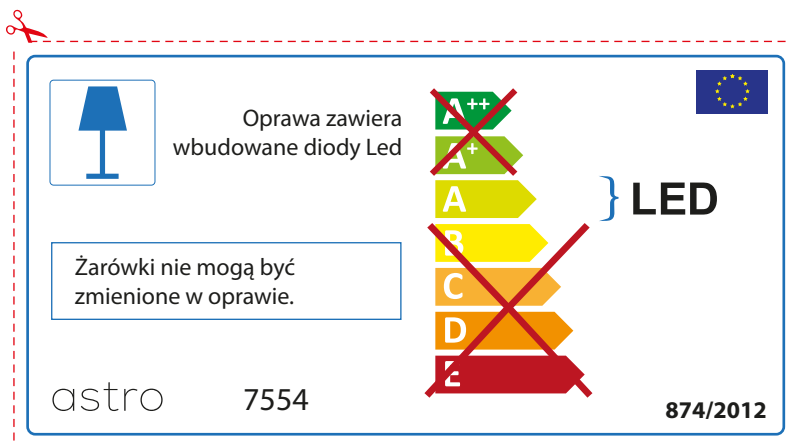 Oprawa zawiera
wbudowane diody Led
A++
A+
A
LED
B
Żarówki nie mogą być
zmienione w oprawie.
C
D
E
astro
7554
874/2012